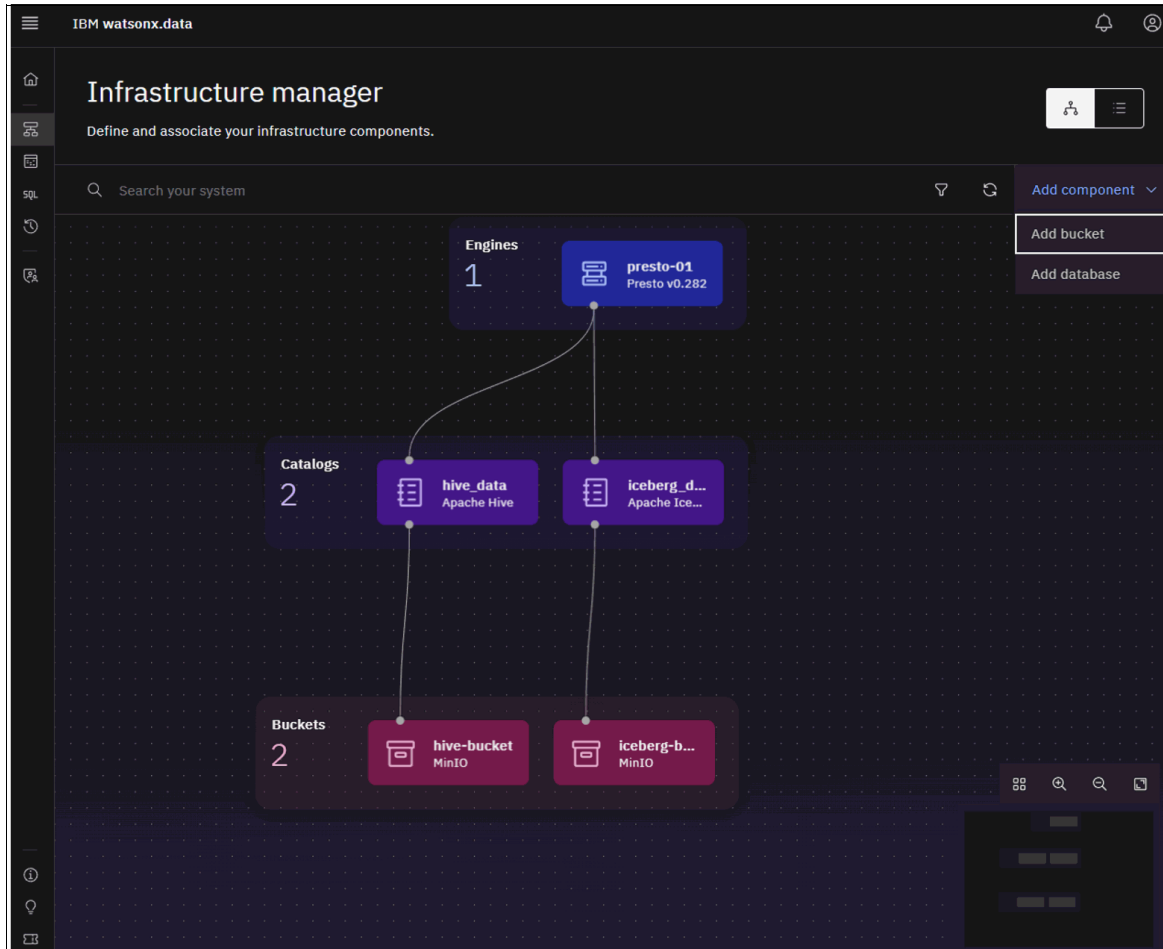 IBM watsonx.data
Infrastructure manager
Define and associate your infrastructure components.
Search your system
Add component
Add bucket
Add database
SQL
Engines
1
presto-01
Presto v0.282
Catalogs
2
hive_data
Apache Hive
iceberg_d...
Apache Ice...
Buckets
2
hive-bucket
MinIO
iceberg-b...
MinIO